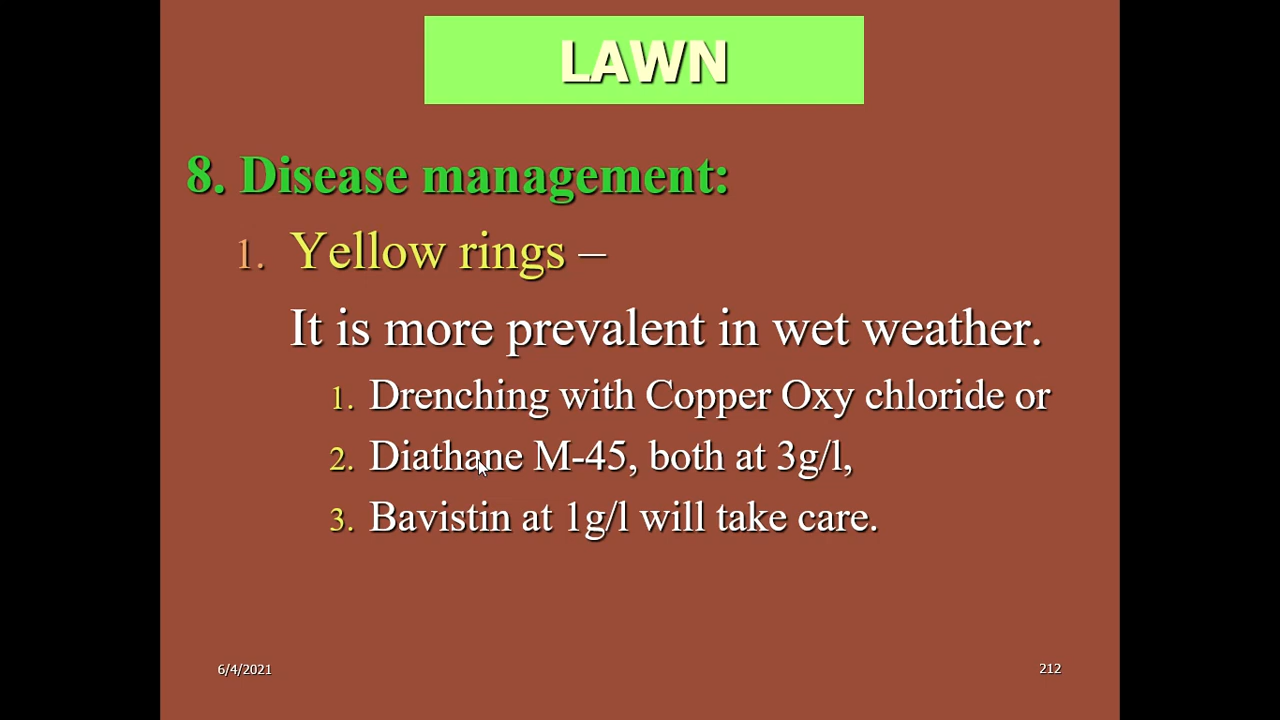 LAWN
8. Disease management:
1. Yellow rings –
It is more prevalent in wet weather.
1. Drenching with Copper Oxy chloride or
2. Diathane M-45, both at 3g/l,
3. Bavistin at 1g/l will take care.
6/4/2021
212